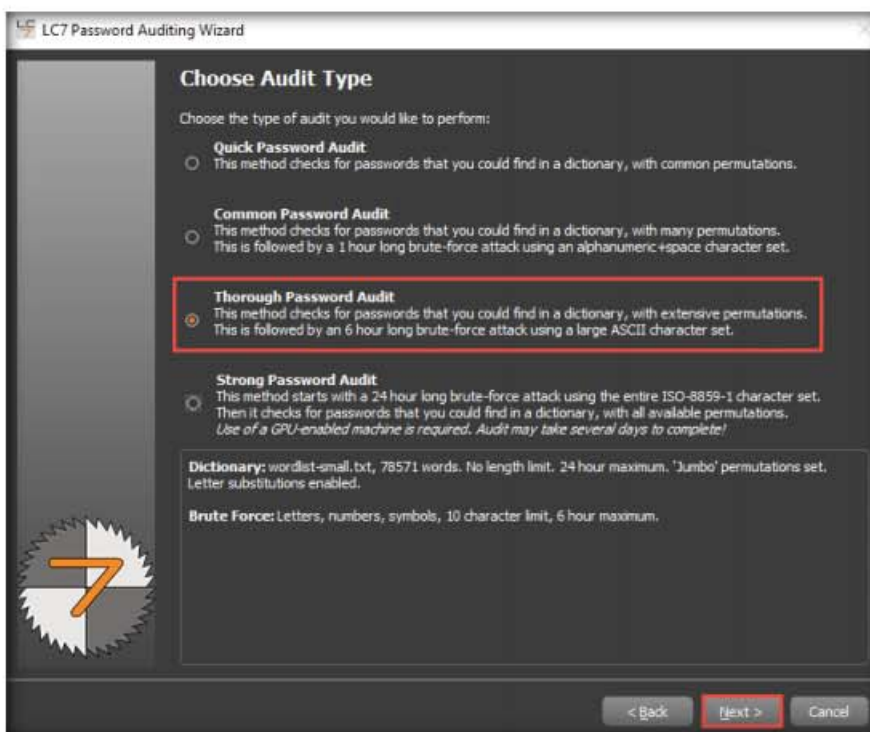 LC7 Password Auditing Wizard
Choose Audit Type
Choose the type of audit you would like to perform:
Quick Password Audit
This method checks for passwords that you could find in a dictionary, with common permutations.
Common Password Audit
This method checks for passwords that you could find in a dictionary, with many permutations.
This is followed by a 1 hour long brute-force attack using an alphanumeric+space character set.
Thorough Password Audit
This method checks for passwords that you could find in a dictionary, with extensive permutations.
This is followed by an 6 hour long brute-force attack using a large ASCII character set.
Strong Password Audit
This method starts with a 24 hour long brute-force attack using the entire ISO-8859-1 character set.
Then it checks for passwords that you could find in a dictionary, with all available permutations.
Use of a GPU-enabled machine is required. Audit may take several days to complete!
Dictionary: wordlist-small.txt, 78571 words. No length limit. 24 hour maximum. 'Jumbo' permutations set.
Letter substitutions enabled.
Brute Force: Letters, numbers, symbols, 10 character limit, 6 hour maximum.
7
< Back Next > Cancel